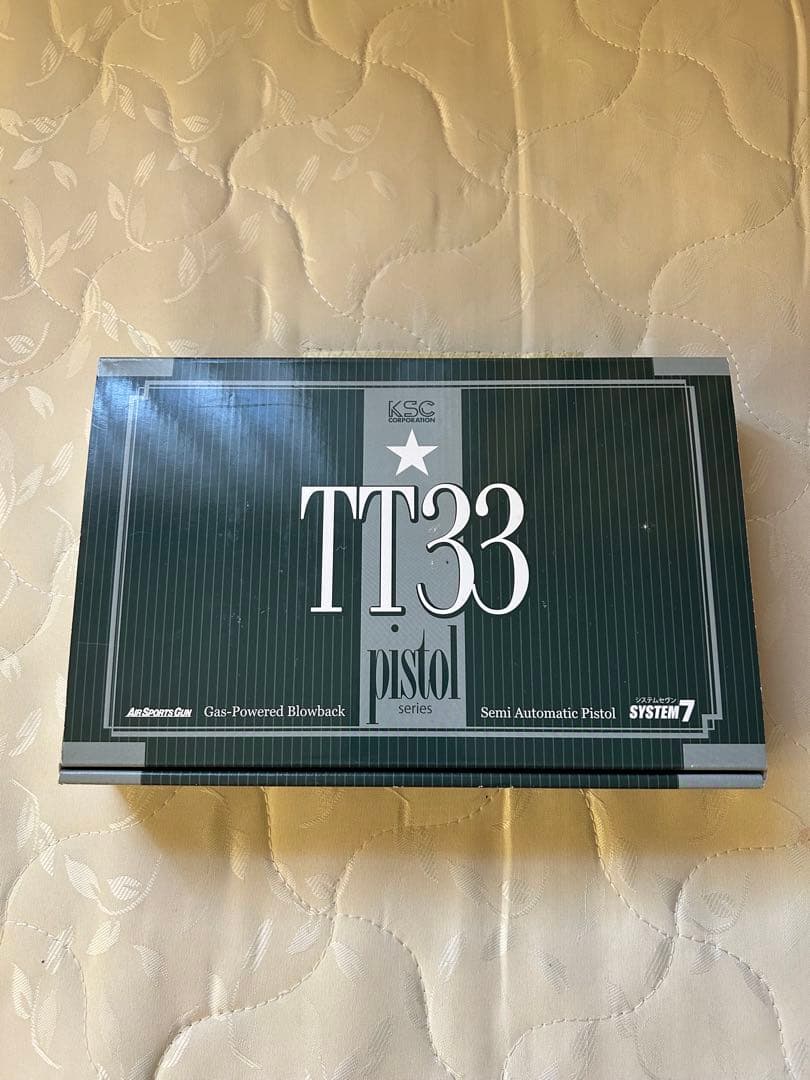 KSC
CORPORATION
TT33
pistol
series
AIR SPORTS GUN
Gas-Powered Blowback
Semi Automatic Pistol
システムセヴン
SYSTEM7